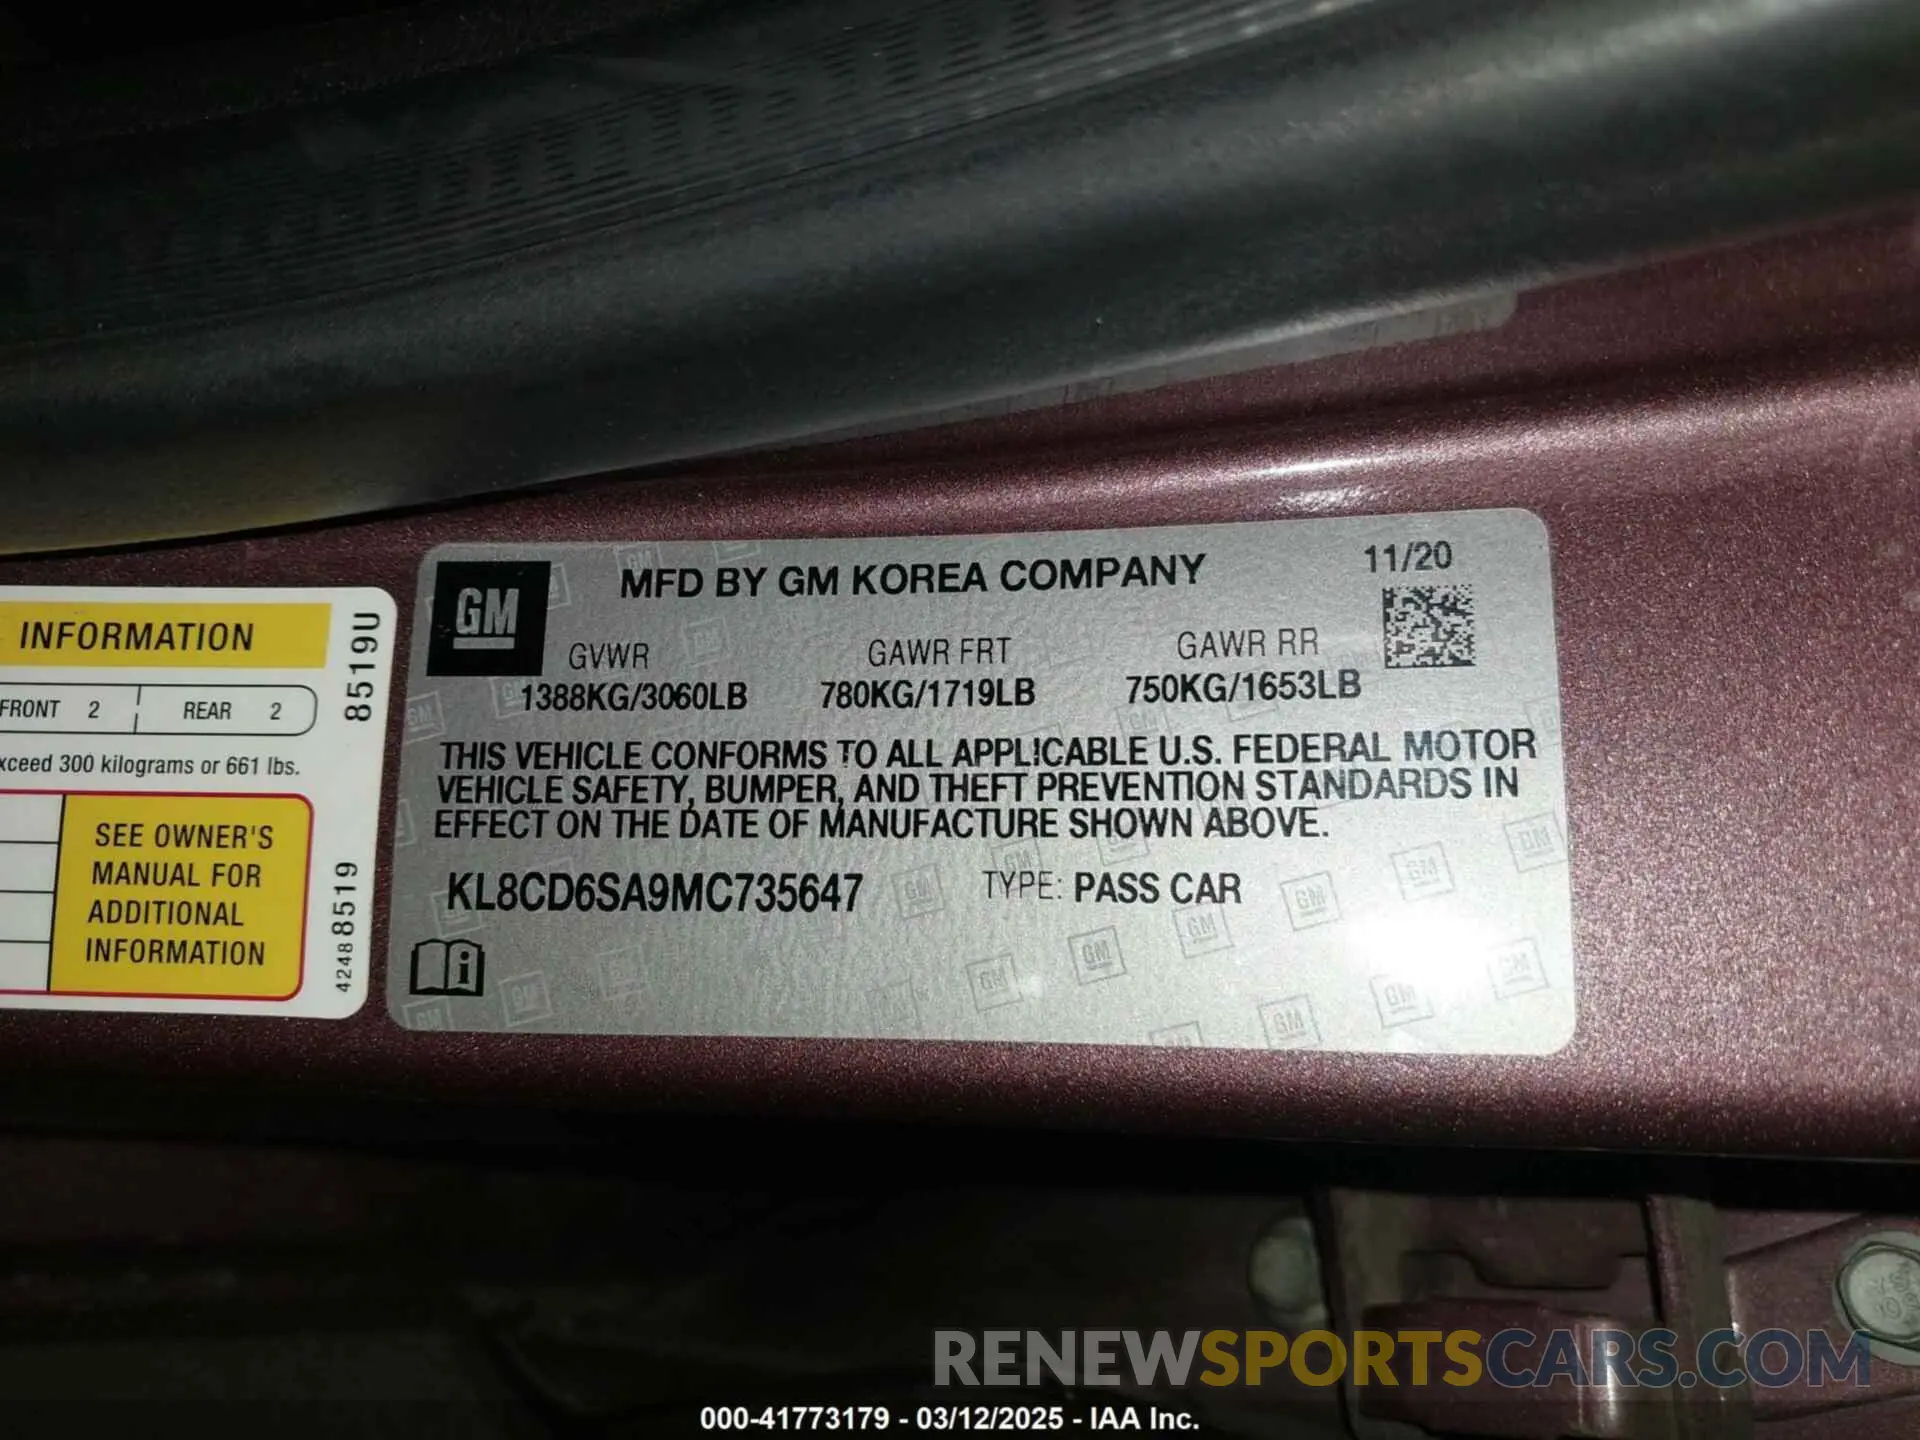 INFORMATION
FRONT 2 REAR 2
xceed 300 kilograms or 661 lbs.
SEE OWNER'S
MANUAL FOR
ADDITIONAL
INFORMATION
8519U
42488519
GM
MFD BY GM KOREA COMPANY
11/20
GVWR GAWR FRT GAWR RR
1388KG/3060LB 780KG/1719LB 750KG/1653LB
THIS VEHICLE CONFORMS TO ALL APPLICABLE U.S. FEDERAL MOTOR
VEHICLE SAFETY, BUMPER, AND THEFT PREVENTION STANDARDS IN
EFFECT ON THE DATE OF MANUFACTURE SHOWN ABOVE.
KL8CD6SA9MC735647 TYPE: PASS CAR
i
RENEWSPORTSCARS.COM
000-41773179 - 03/12/2025 - IAA Inc.